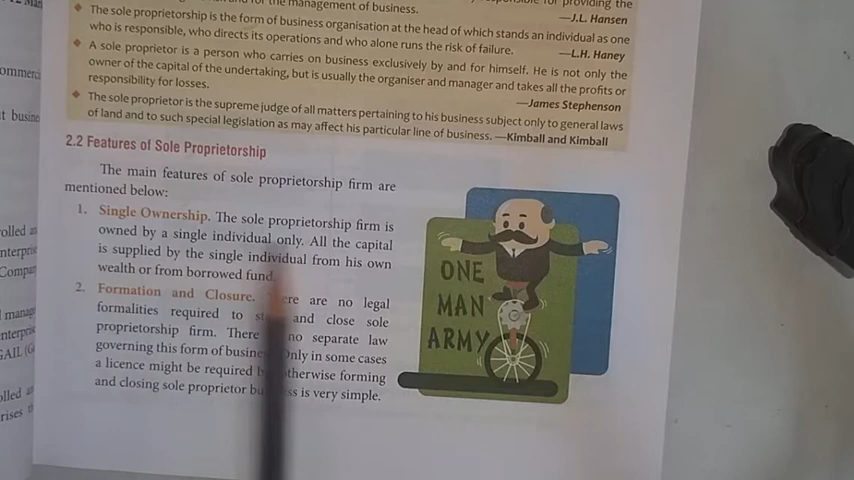 the management of business.
responsible for providing the
—J.L. Hansen
The sole proprietorship is the form of business organisation at the head of which stands an individual as one
who is responsible, who directs its operations and who alone runs the risk of failure.
—L.H. Haney
A sole proprietor is a person who carries on business exclusively by and for himself. He is not only the
owner of the capital of the undertaking, but is usually the organiser and manager and takes all the profits or
responsibility for losses.
—James Stephenson
The sole proprietor is the supreme judge of all matters pertaining to his business subject only to general laws
of land and to such special legislation as may affect his particular line of business. —Kimball and Kimball
2.2 Features of Sole Proprietorship
The main features of sole proprietorship firm are
mentioned below:
1. Single Ownership. The sole proprietorship firm is
owned by a single individual only. All the capital
is supplied by the single individual from his own
wealth or from borrowed fund.
2. Formation and Closure. are no legal
formalities required to and close sole
proprietorship firm. There no separate law
governing this form of Only in some cases
a licence might be required otherwise forming
and closing sole proprietor is very simple.
ONE
MAN
ARMY